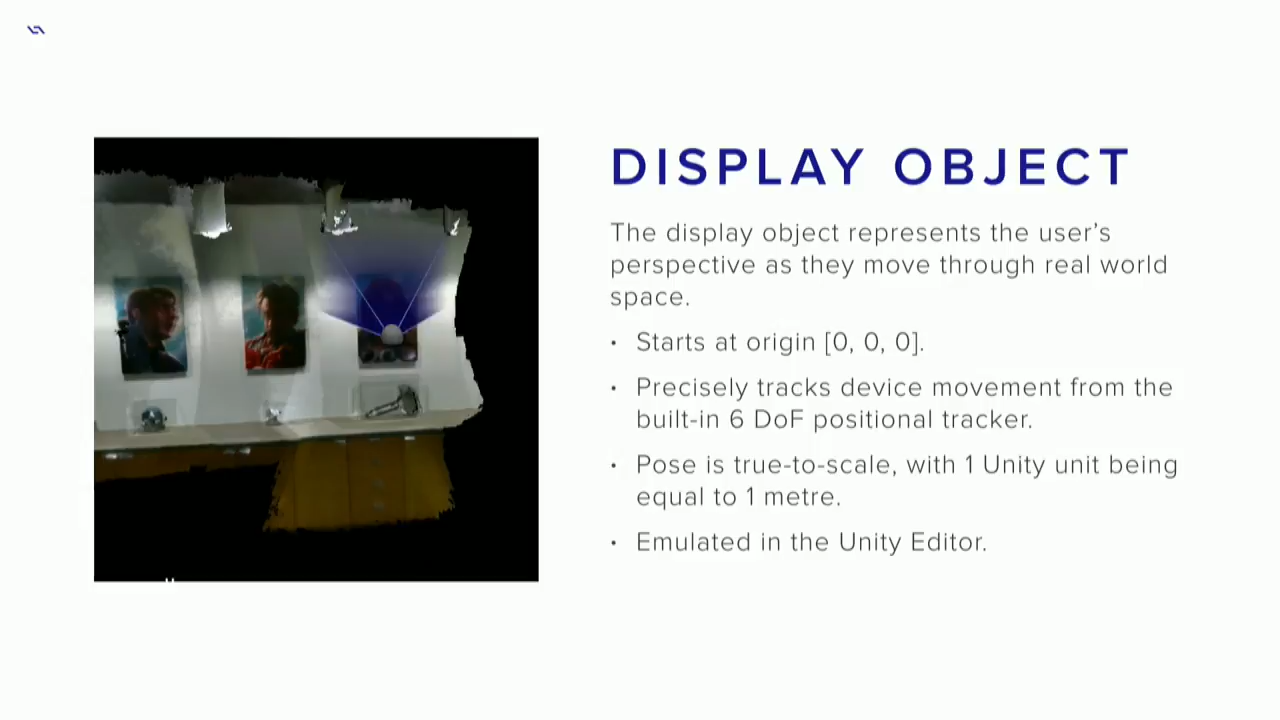 DISPLAY OBJECT
The display object represents the user’s
perspective as they move through real world
space.
• Starts at origin [0, 0, 0].
• Precisely tracks device movement from the
built-in 6 DoF positional tracker.
• Pose is true-to-scale, with 1 Unity unit being
equal to 1 metre.
• Emulated in the Unity Editor.